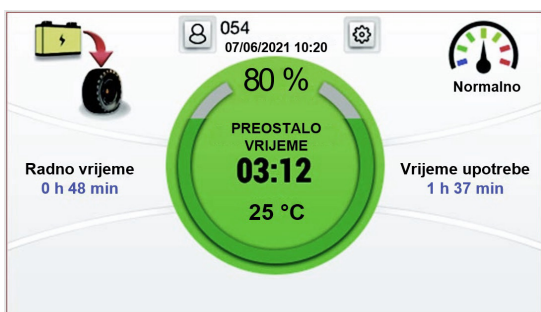 054
07/06/2021 10:20
80 %
Normalno
PREOSTALO
VRIJEME
03:12
25 °C
Radno vrijeme
0 h 48 min
Vrijeme upotrebe
1 h 37 min